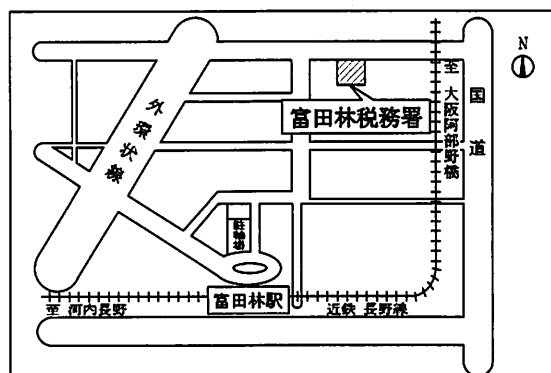 N
至 大阪阿部野橋
国道
外環状線
富田林税務署
駐輪場
富田林駅
至 河内長野
近鉄 長野線